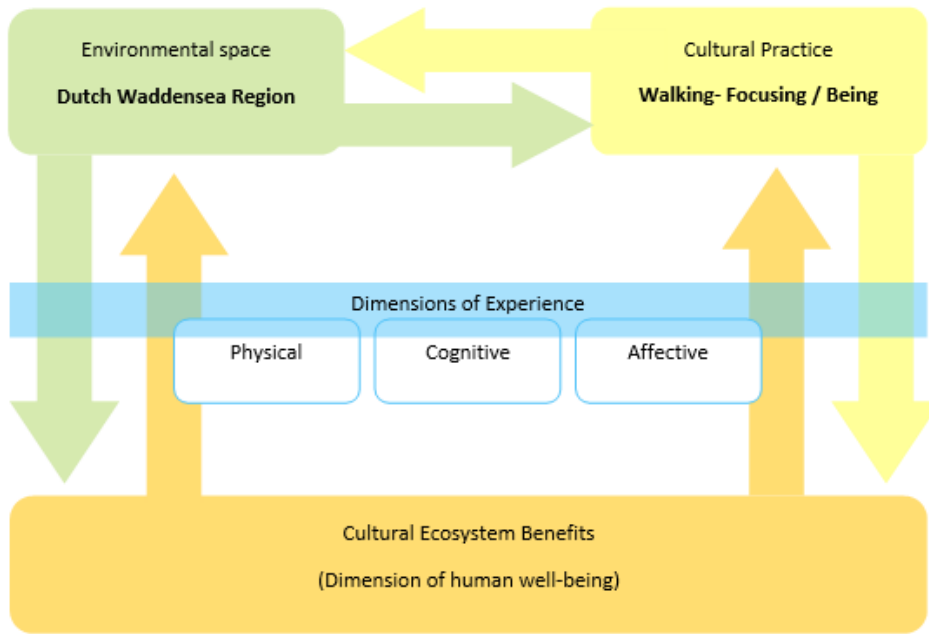 Environmental space
Dutch Waddensea Region
Cultural Practice
Walking- Focusing / Being
Dimensions of Experience
Physical
Cognitive
Affective
Cultural Ecosystem Benefits
(Dimension of human well-being)